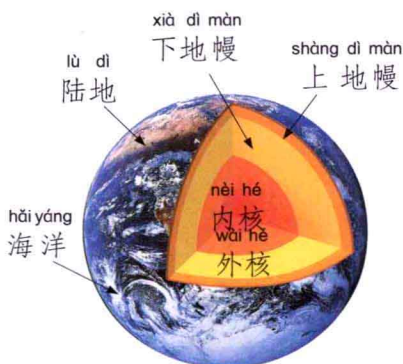 xià dì màn
下地幔
shàng dì màn
上地幔
lù dì
陆地
nèi hé
内核
wài hé
外核
hǎi yáng
海洋